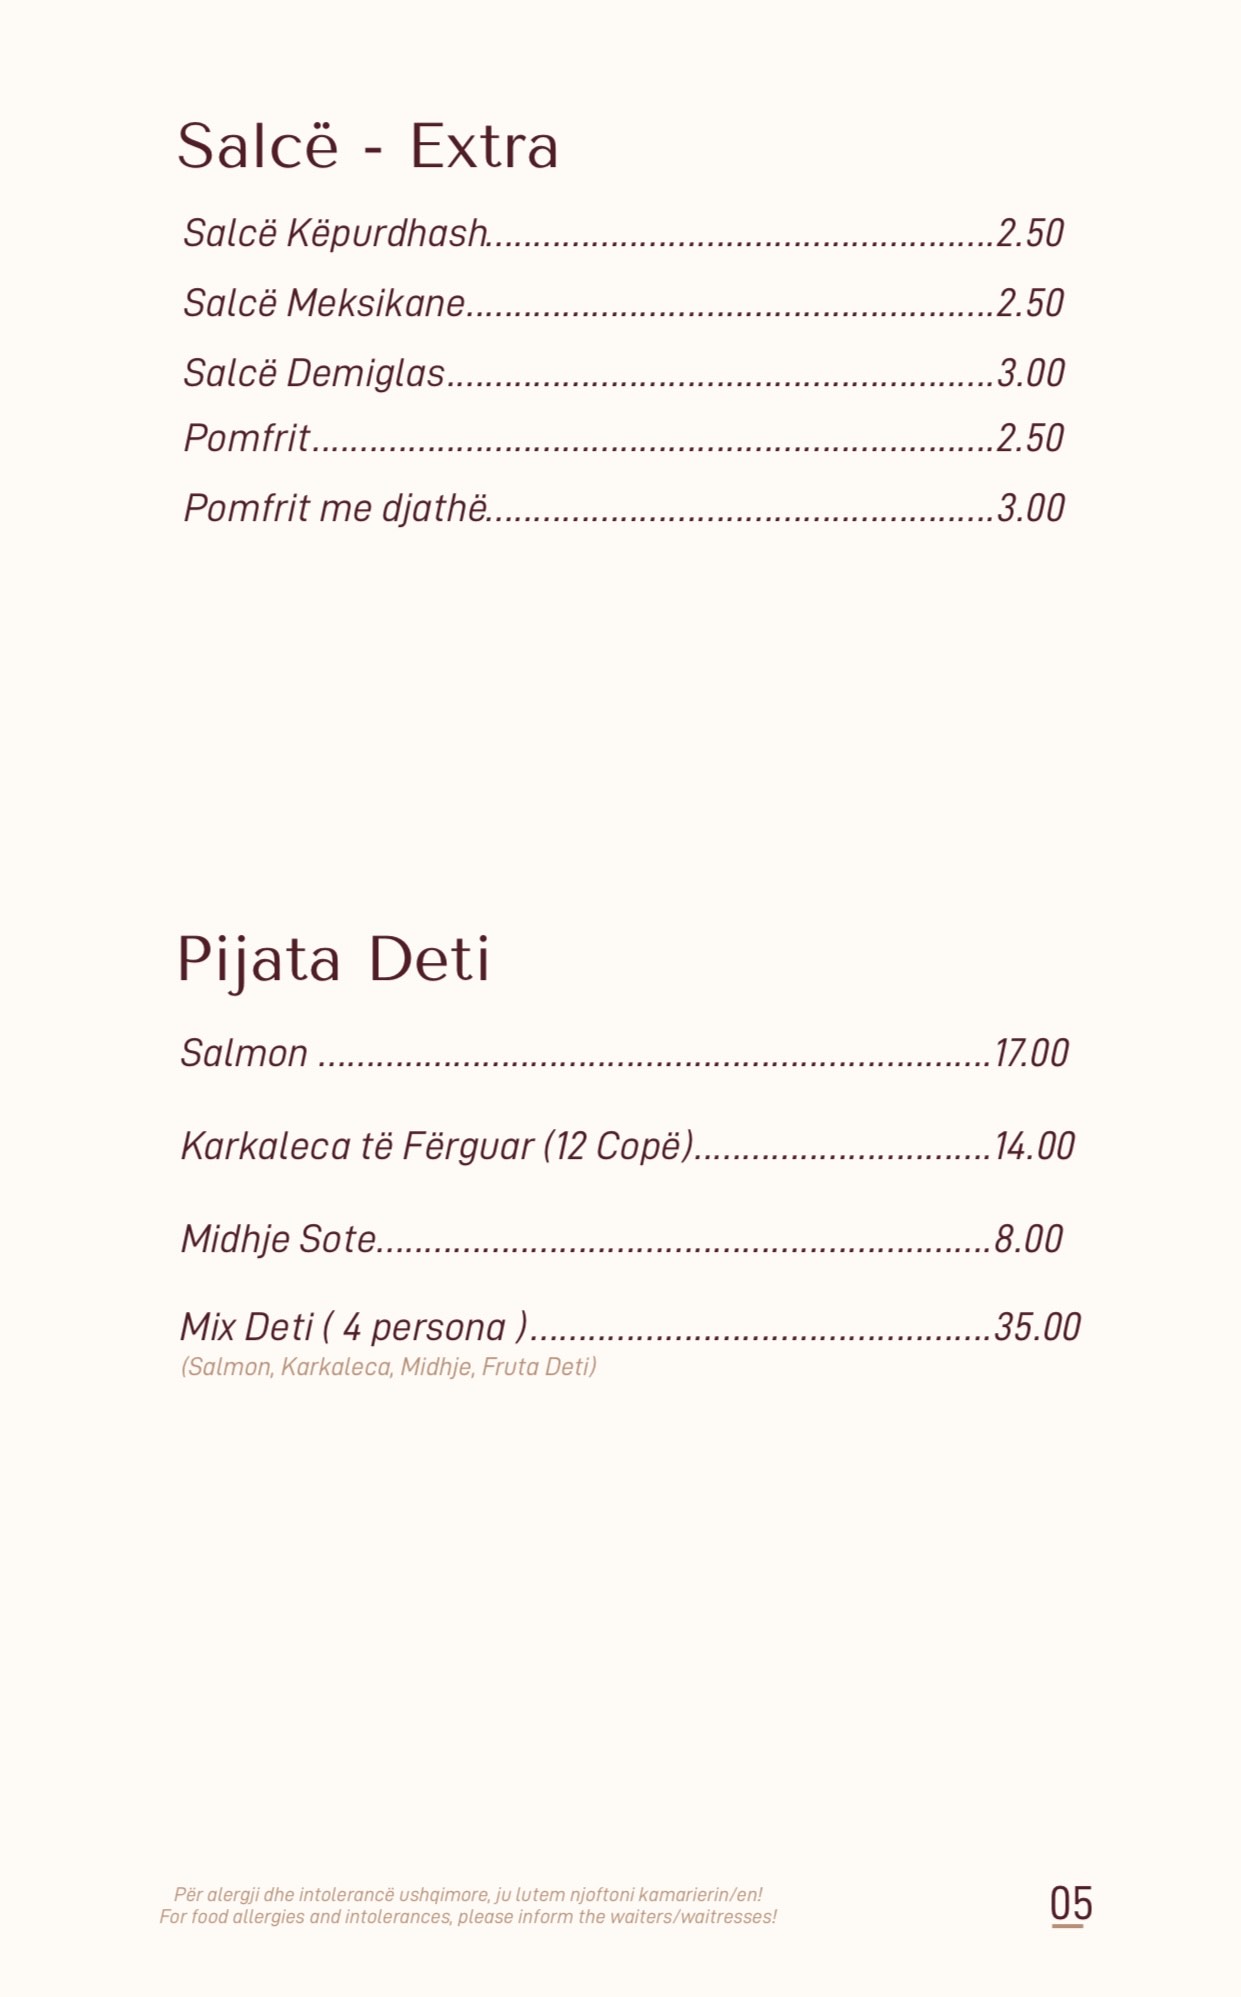 Salcë - Extra
Salcë Këpurdhash.....................................................2.50
Salcë Meksikane.......................................................2.50
Salcë Demiglas.........................................................3.00
Pomfrit.......................................................................2.50
Pomfrit me djathë.....................................................3.00
Pijata Deti
Salmon ......................................................................17.00
Karkaleca të Férguar (12 Copë)...............................14.00
Midhje Sote................................................................8.00
Mix Deti ( 4 persona )................................................35.00
(Salmon, Karkaleca, Midhje, Fruta Deti)
Për alergji dhe intolerancë ushqimore, ju lutem njoftoni kamarierin/en!
For food allergies and intolerances, please inform the waiters/waitresses!
05